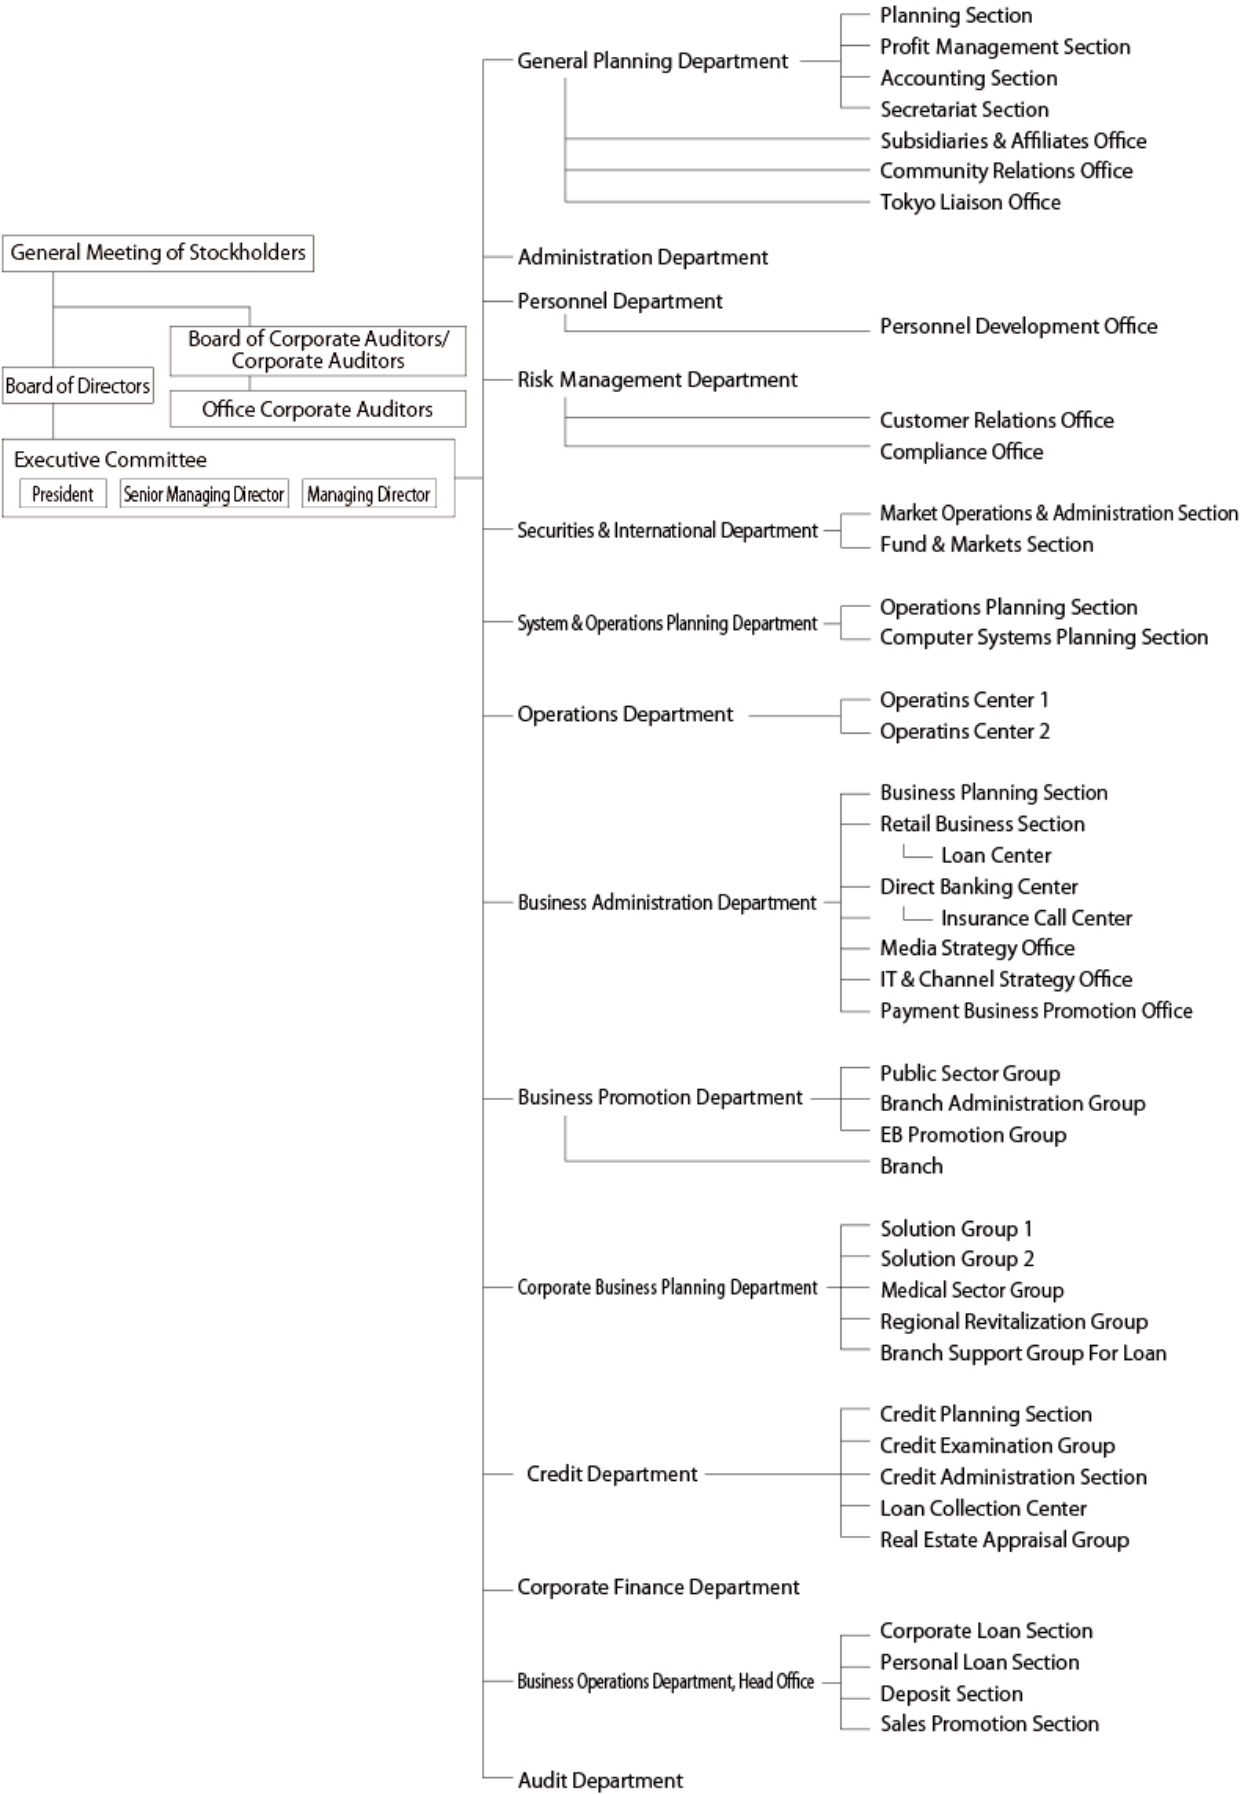 General Meeting of Stockholders
Board of Corporate Auditors/
Corporate Auditors
Board of Directors
Office Corporate Auditors
Executive Committee
President
Senior Managing Director
Managing Director
General Planning Department
Planning Section
Profit Management Section
Accounting Section
Secretariat Section
Subsidiaries & Affiliates Office
Community Relations Office
Tokyo Liaison Office
Administration Department
Personnel Department
Personnel Development Office
Risk Management Department
Customer Relations Office
Compliance Office
Securities & International Department
Market Operations & Administration Section
Fund & Markets Section
System & Operations Planning Department
Operations Planning Section
Computer Systems Planning Section
Operations Department
Operatins Center 1
Operatins Center 2
Business Administration Department
Business Planning Section
Retail Business Section
Loan Center
Direct Banking Center
Insurance Call Center
Media Strategy Office
IT & Channel Strategy Office
Payment Business Promotion Office
Business Promotion Department
Public Sector Group
Branch Administration Group
EB Promotion Group
Branch
Corporate Business Planning Department
Solution Group 1
Solution Group 2
Medical Sector Group
Regional Revitalization Group
Branch Support Group For Loan
Credit Department
Credit Planning Section
Credit Examination Group
Credit Administration Section
Loan Collection Center
Real Estate Appraisal Group
Corporate Finance Department
Business Operations Department, Head Office
Corporate Loan Section
Personal Loan Section
Deposit Section
Sales Promotion Section
Audit Department